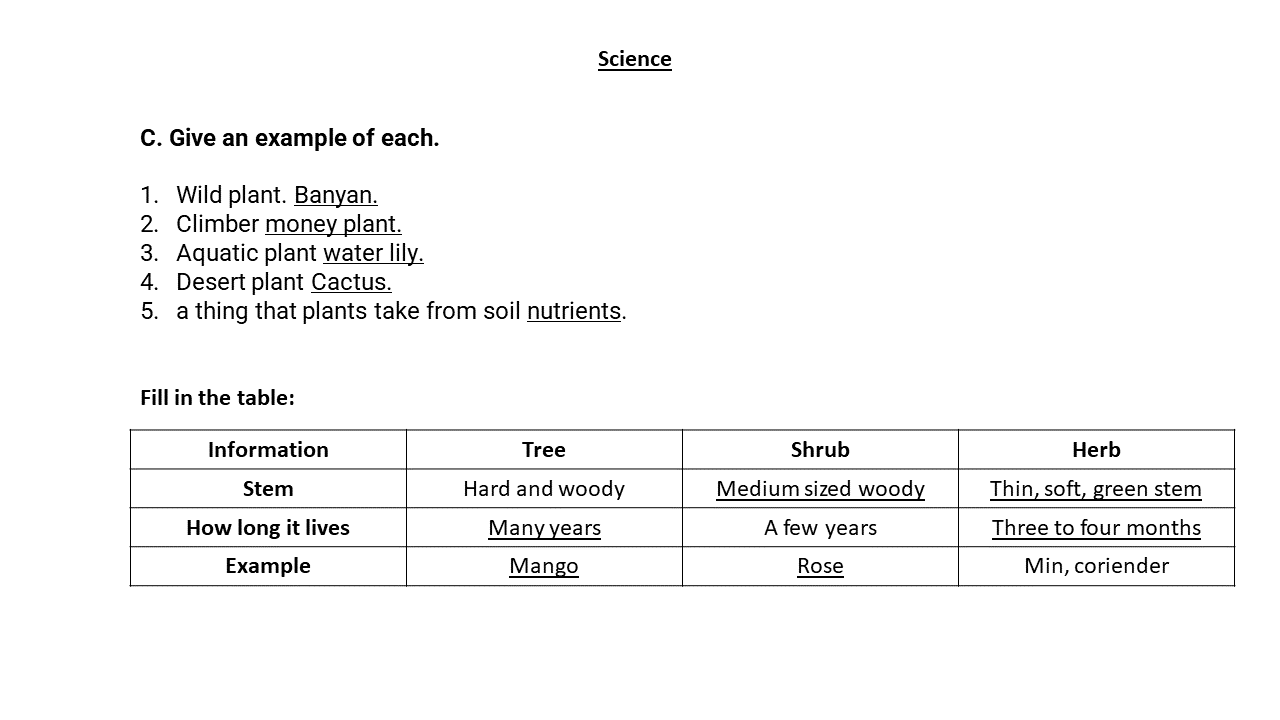 Science
C. Give an example of each.
1. Wild plant. Banyan.
2. Climber money plant.
3. Aquatic plant water lily.
4. Desert plant Cactus.
5. a thing that plants take from soil nutrients.
Fill in the table:
Information Tree Shrub Herb
Stem Hard and woody Medium sized woody Thin, soft, green stem
How long it lives Many years A few years Three to four months
Example Mango Rose Min, coriender